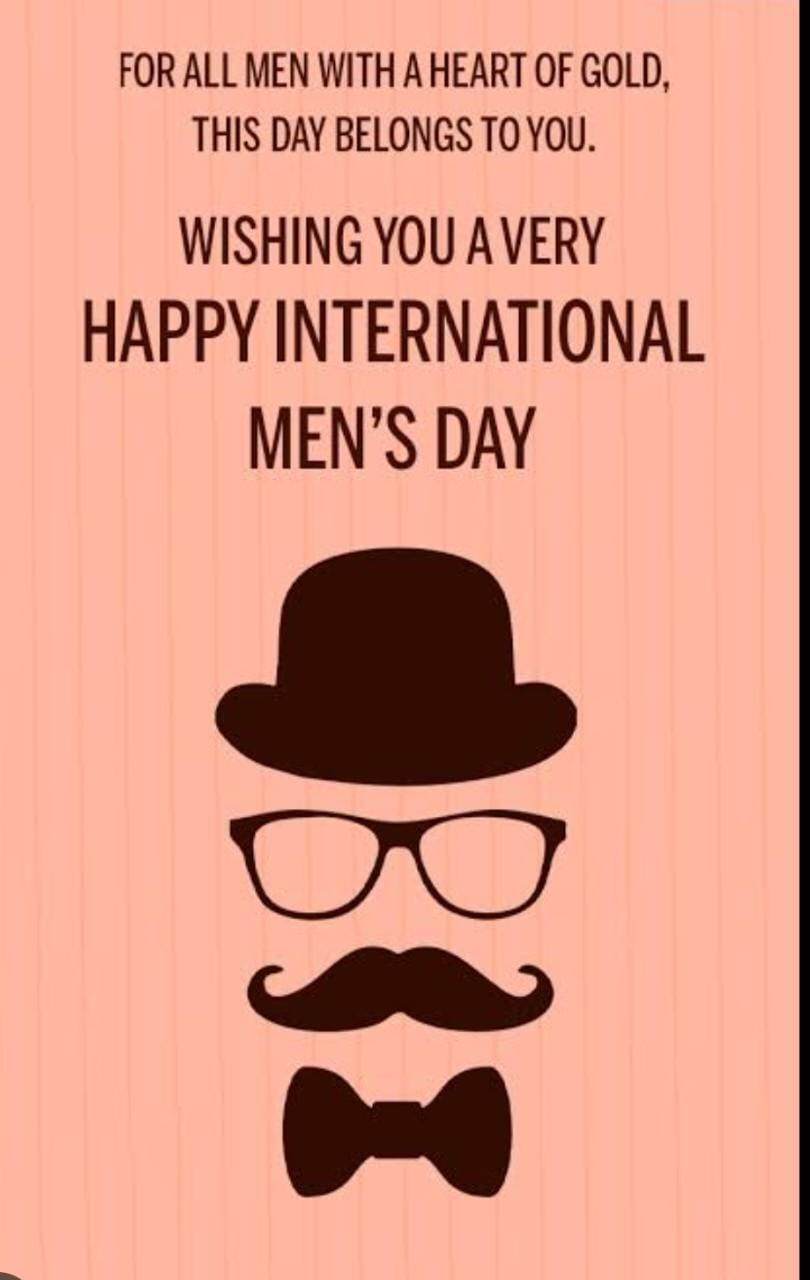 FOR ALL MEN WITH A HEART OF GOLD,
THIS DAY BELONGS TO YOU.
WISHING YOU A VERY
HAPPY INTERNATIONAL
MEN’S DAY